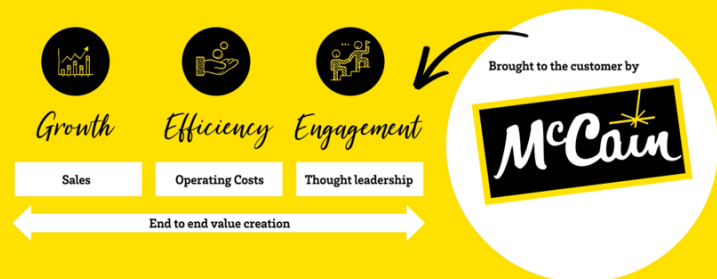 Growth
Efficiency
Engagement
Brought to the customer by
McCain
Sales
Operating Costs
Thought leadership
End to end value creation